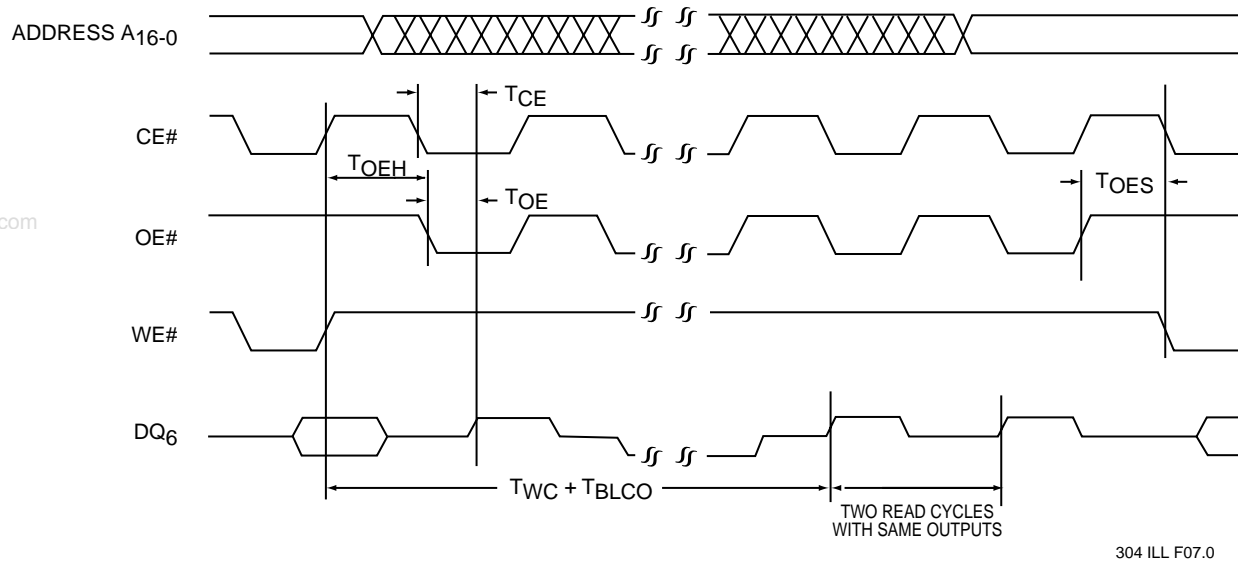 ADDRESS A16-0
TCE
CE#
TOEH
TOES
TOE
com
OE#
WE#
DQ6
TWC + TBLCO
TWO READ CYCLES
WITH SAME OUTPUTS
304 ILL F07.0